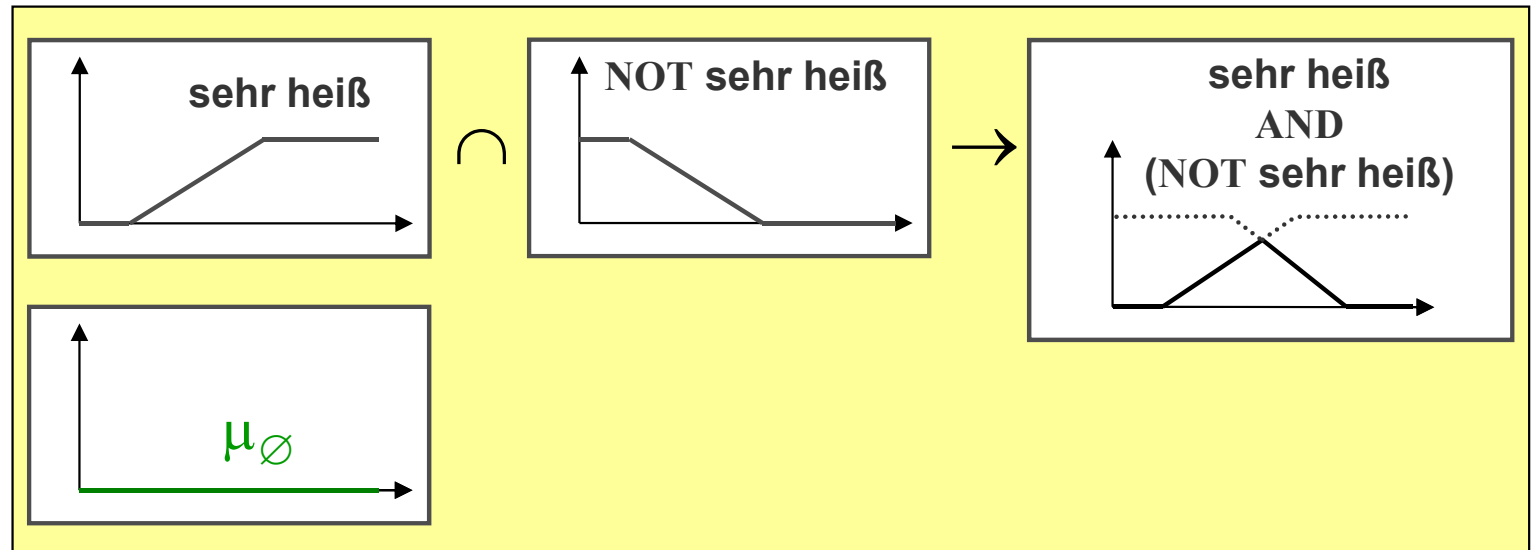 sehr heiß
∩
NOT sehr heiß
→
sehr heiß
AND
(NOT sehr heiß)
μ∅